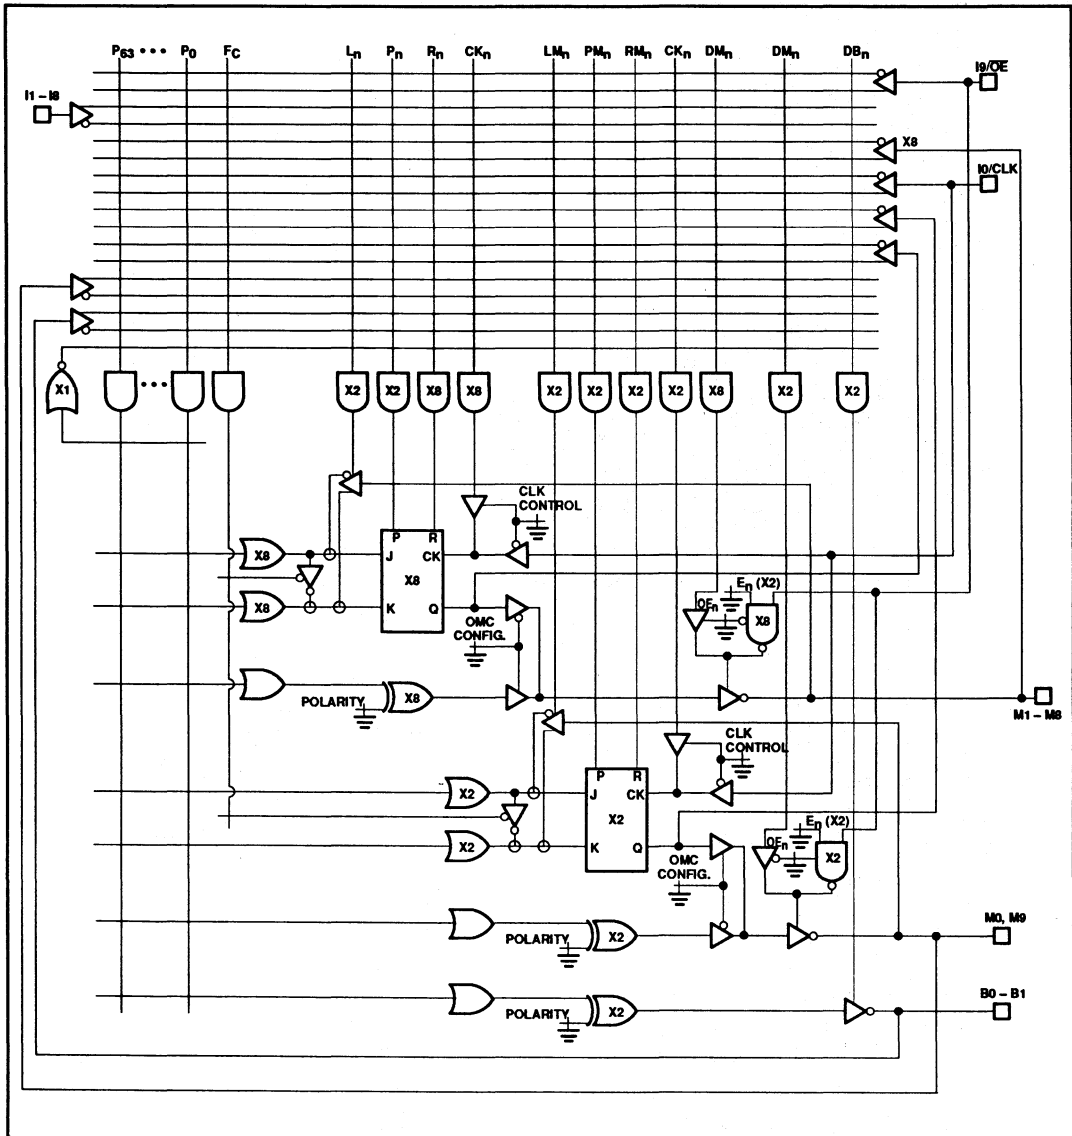 P63 ••• P0 FC Ln Pn Rn CKn LMn PMn RMn CKn DMn DMn DBn
I9/OE
I1 – I8
X8
I0/CLK
X1 ••• X2 X2 X8 X8 X2 X2 X2 X2 X8 X2 X2
CLK
CONTROL
P R
X8 J CK
X8
En (X2)
OEn
X8 K Q
X8
OMC
CONFIG.
POLARITY X8
M1 – M8
CLK
CONTROL
P R
X2 J CK
X2
En (X2)
OEn
X2 K Q
X2
OMC
CONFIG.
M0, M9
POLARITY X2
B0 – B1
POLARITY X2